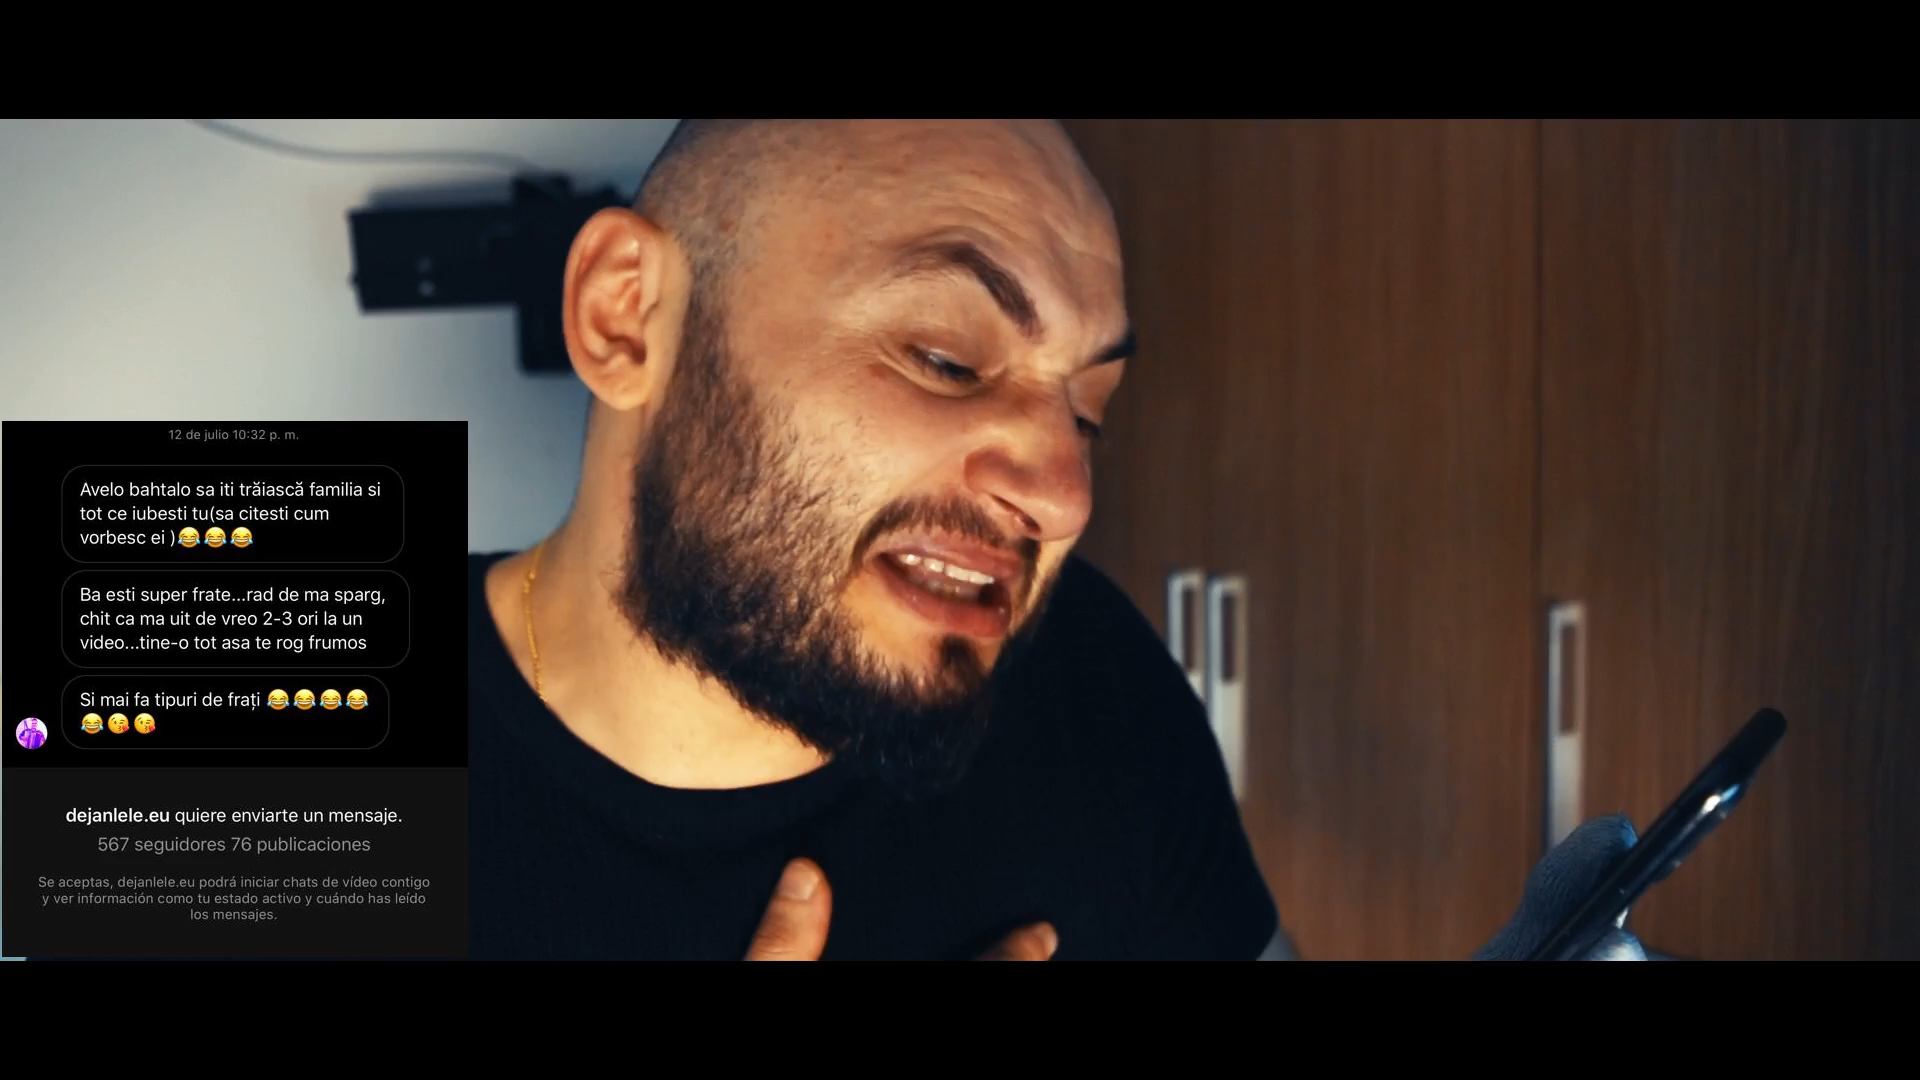 12 de julio 10:32 p. m.
Avelo bahtalo sa iti trăiască familia si
tot ce iubesti tu(sa citesti cum
vorbesc ei )😂😂😂
Ba esti super frate...rad de ma sparg,
chit ca ma uit de vreo 2-3 ori la un
video...tine-o tot asa te rog frumos
Si mai fa tipuri de frați 😂😂😂😂
😂😘😘
dejanlele.eu quiere enviarte un mensaje.
567 seguidores 76 publicaciones
Se aceptas, dejanlele.eu podrá iniciar chats de vídeo contigo
y ver información como tu estado activo y cuándo has leído
los mensajes.